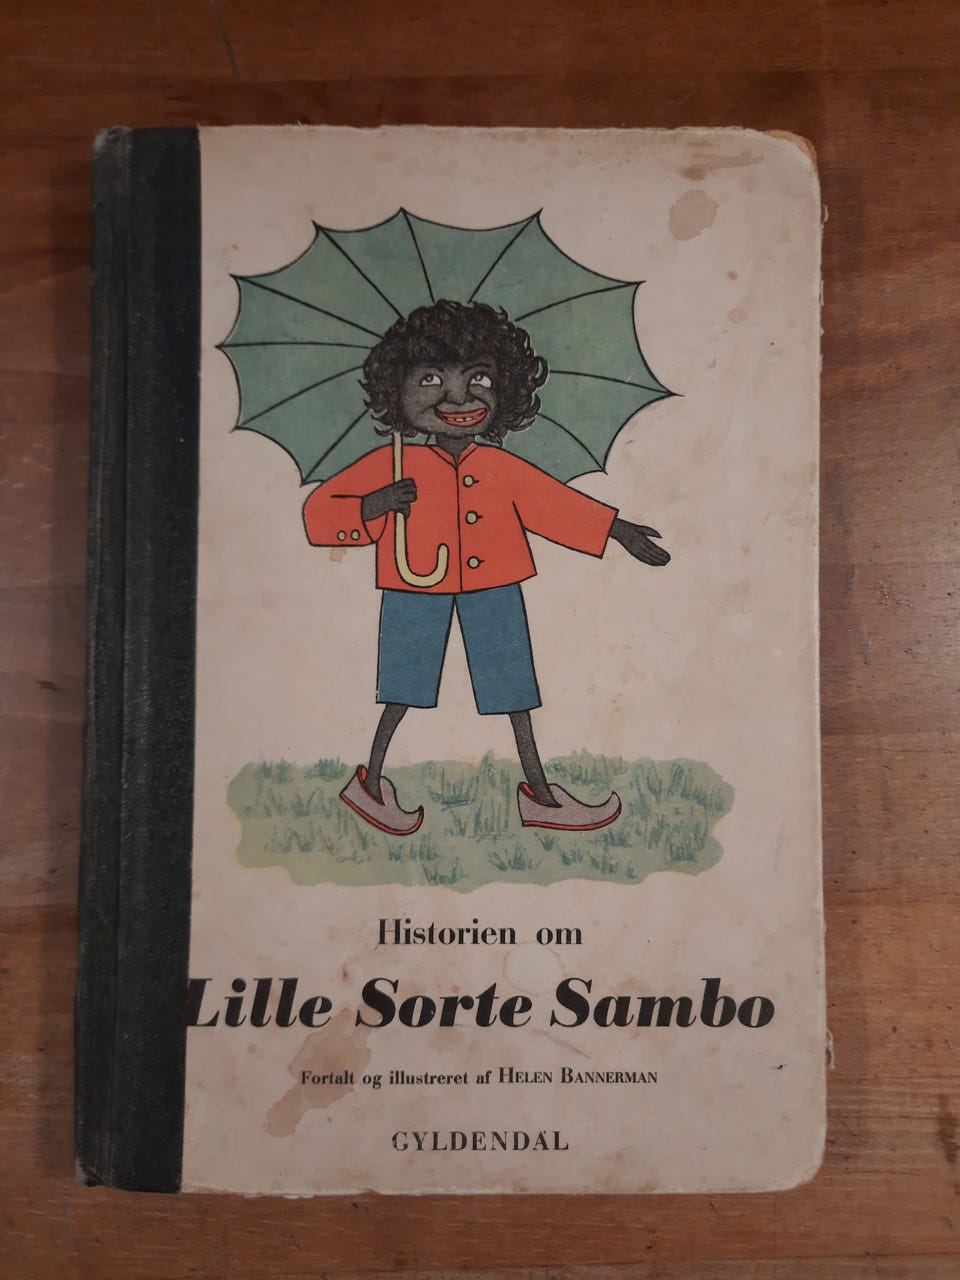 Historien om
Lille Sorte Sambo
Fortalt og illustreret af HELEN BANNERMAN
GYLDENDAL